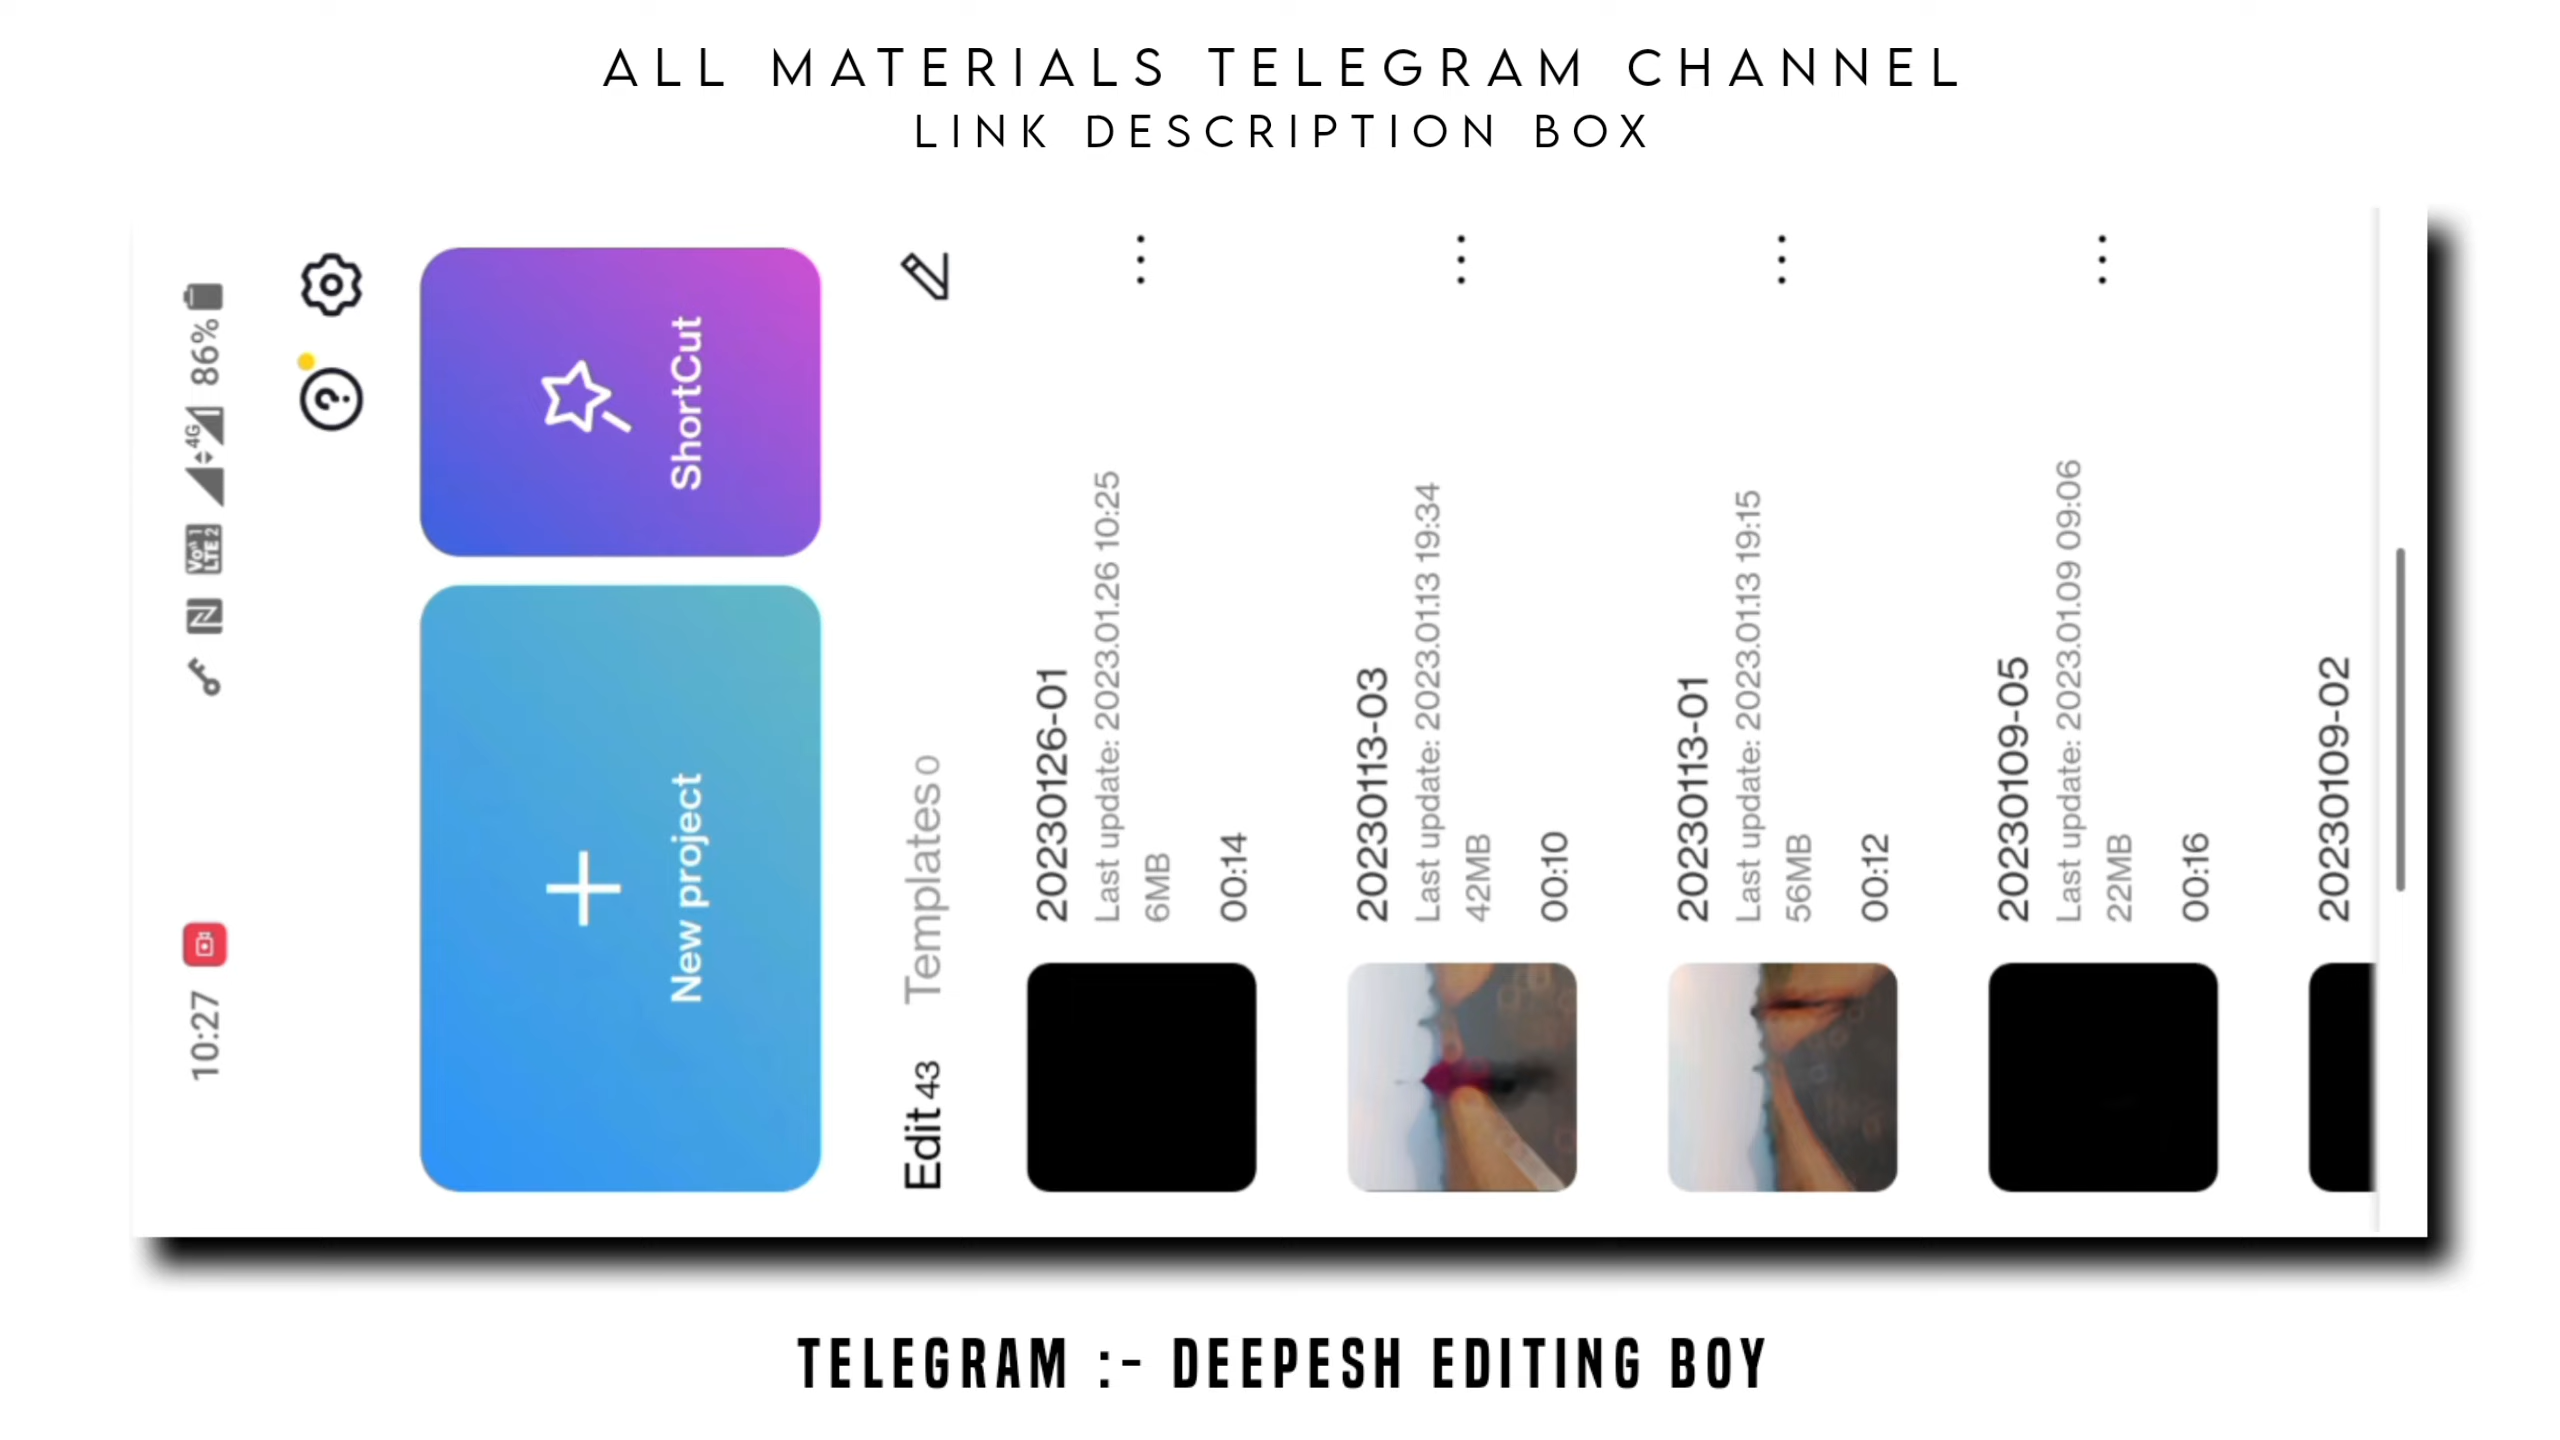 ALL MATERIALS TELEGRAM CHANNEL
LINK DESCRIPTION BOX
10:27
4G 86%
New project
ShortCut
Edit 43 Templates 0
20230126-01
Last update: 2023.01.26 10:25
6MB
00:14
20230113-03
Last update: 2023.01.13 19:34
42MB
00:10
20230113-01
Last update: 2023.01.13 19:15
56MB
00:12
20230109-05
Last update: 2023.01.09 09:06
22MB
00:16
20230109-02
TELEGRAM :- DEEPESH EDITING BOY